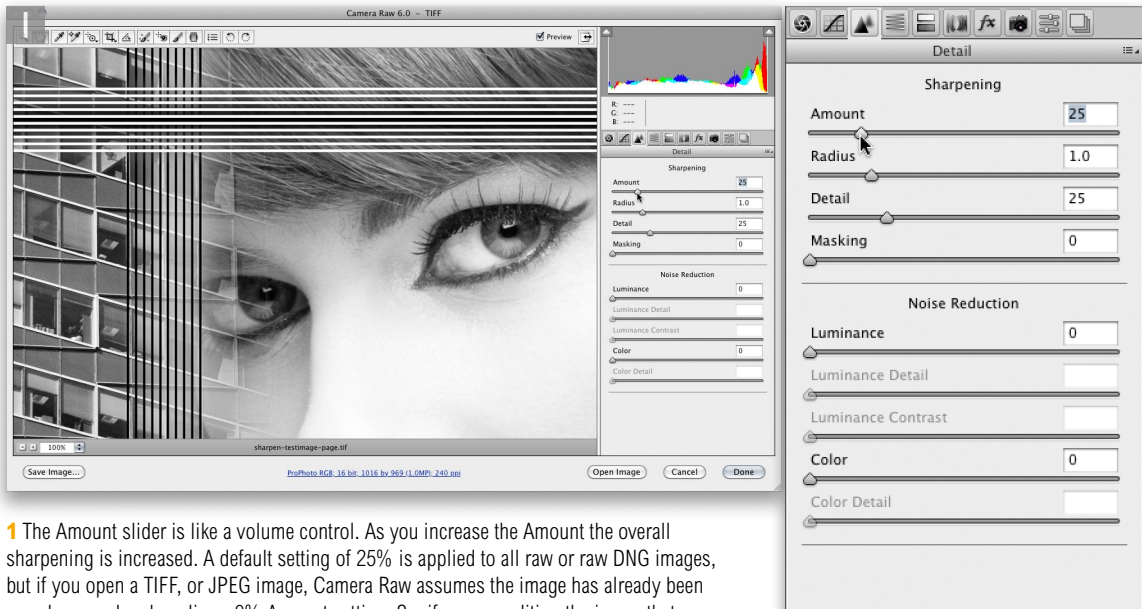 Camera Raw 6.0 – TIFF
Preview
R: ---
G: ---
B: ---
Detail
Sharpening
Amount 25
Radius 1.0
Detail 25
Masking 0
Noise Reduction
Luminance 0
Luminance Detail
Luminance Contrast
Color 0
Color Detail
100%
sharpen-testimage-page.tif
Save Image...
ProPhoto RGB; 16 bit; 1016 by 969 (1.0MP); 240 ppi
Open Image
Cancel
Done
Detail
Sharpening
Amount 25
Radius 1.0
Detail 25
Masking 0
Noise Reduction
Luminance 0
Luminance Detail
Luminance Contrast
Color 0
Color Detail
1 The Amount slider is like a volume control. As you increase the Amount the overall
sharpening is increased. A default setting of 25% is applied to all raw or raw DNG images,
but if you open a TIFF, or JPEG image, Camera Raw assumes the image has already been